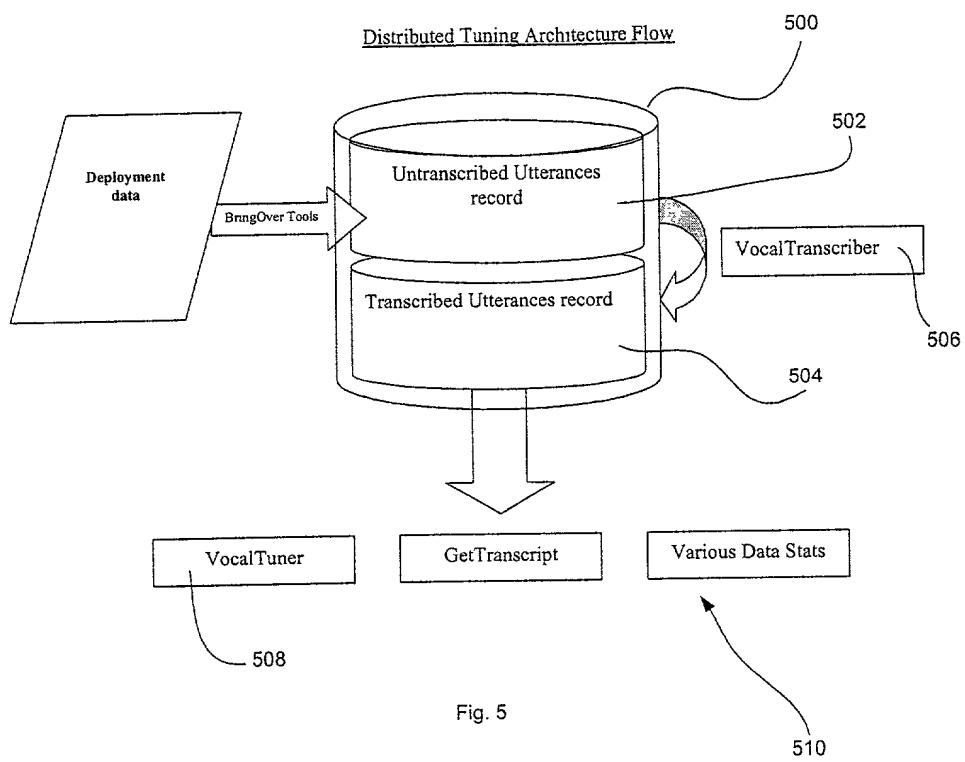 Distributed Tuning Architecture Flow
500
502
Deployment
data
Untranscribed Utterances
record
BringOver Tools
VocalTranscriber
Transcribed Utterances record
506
504
VocalTuner
GetTranscript
Various Data Stats
508
Fig. 5
510